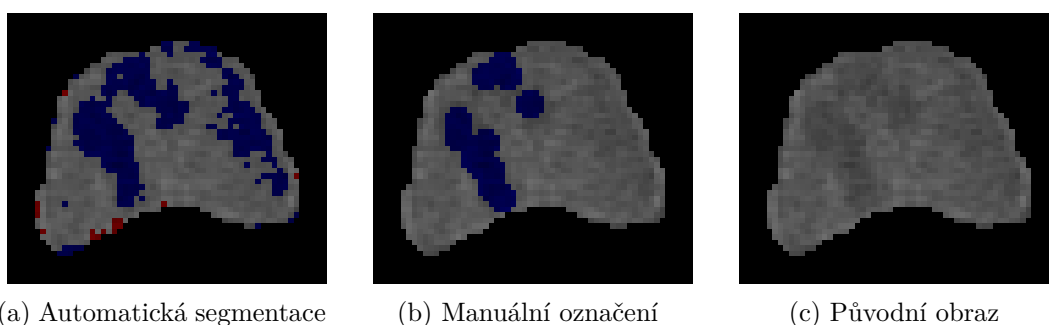 (a) Automatická segmentace
(b) Manuální označení
(c) Původní obraz